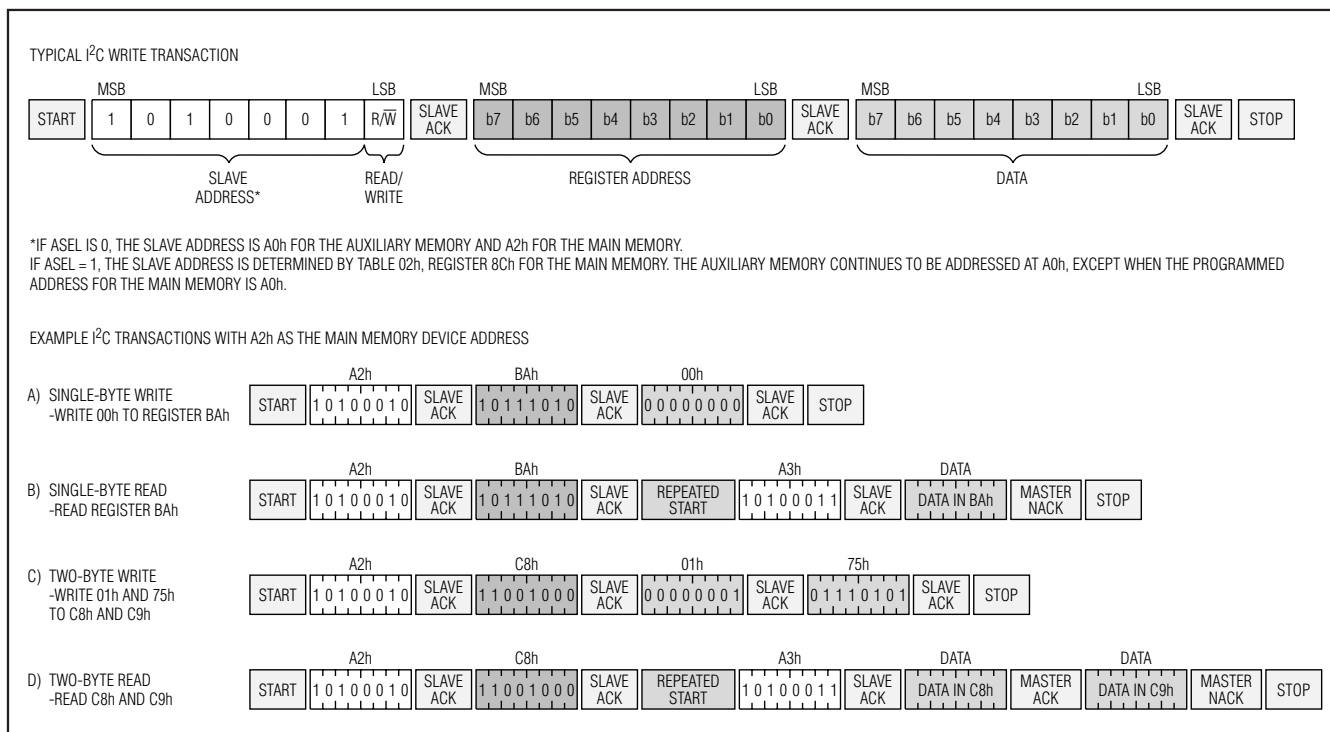 TYPICAL I²C WRITE TRANSACTION
MSB LSB MSB LSB MSB LSB
START 1 0 1 0 0 0 1 R/W̅ SLAVE ACK b7 b6 b5 b4 b3 b2 b1 b0 SLAVE ACK b7 b6 b5 b4 b3 b2 b1 b0 SLAVE ACK STOP
SLAVE ADDRESS* READ/WRITE REGISTER ADDRESS DATA
*IF ASEL IS 0, THE SLAVE ADDRESS IS A0h FOR THE AUXILIARY MEMORY AND A2h FOR THE MAIN MEMORY.
IF ASEL = 1, THE SLAVE ADDRESS IS DETERMINED BY TABLE 02h, REGISTER 8Ch FOR THE MAIN MEMORY. THE AUXILIARY MEMORY CONTINUES TO BE ADDRESSED AT A0h, EXCEPT WHEN THE PROGRAMMED
ADDRESS FOR THE MAIN MEMORY IS A0h.
EXAMPLE I²C TRANSACTIONS WITH A2h AS THE MAIN MEMORY DEVICE ADDRESS
A2h BAh 00h
A) SINGLE-BYTE WRITE
-WRITE 00h TO REGISTER BAh
START 1 0 1 0 0 0 1 0 SLAVE ACK 1 0 1 1 1 0 1 0 SLAVE ACK 0 0 0 0 0 0 0 0 SLAVE ACK STOP
A2h BAh A3h DATA
B) SINGLE-BYTE READ
-READ REGISTER BAh
START 1 0 1 0 0 0 1 0 SLAVE ACK 1 0 1 1 1 0 1 0 SLAVE ACK REPEATED START 1 0 1 0 0 0 1 1 SLAVE ACK DATA IN BAh MASTER NACK STOP
A2h C8h 01h 75h
C) TWO-BYTE WRITE
-WRITE 01h AND 75h
TO C8h AND C9h
START 1 0 1 0 0 0 1 0 SLAVE ACK 1 1 0 0 1 0 0 0 SLAVE ACK 0 0 0 0 0 0 0 1 SLAVE ACK 0 1 1 1 0 1 0 1 SLAVE ACK STOP
A2h C8h A3h DATA DATA
D) TWO-BYTE READ
-READ C8h AND C9h
START 1 0 1 0 0 0 1 0 SLAVE ACK 1 1 0 0 1 0 0 0 SLAVE ACK REPEATED START 1 0 1 0 0 0 1 1 SLAVE ACK DATA IN C8h MASTER ACK DATA IN C9h MASTER NACK STOP